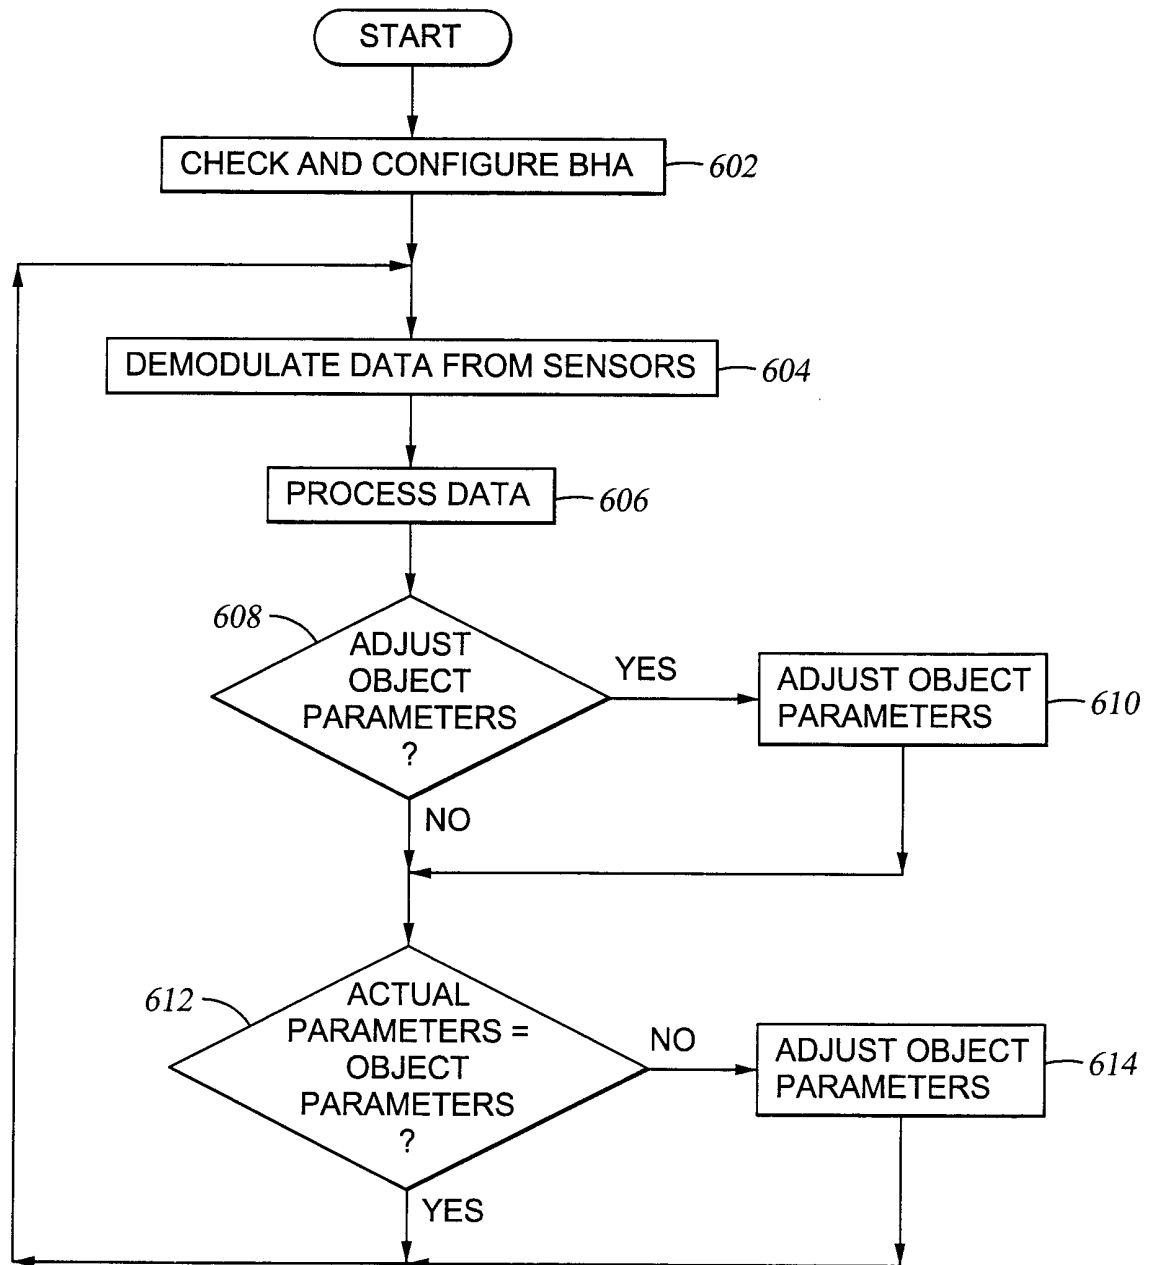 START
CHECK AND CONFIGURE BHA
602
DEMODULATE DATA FROM SENSORS
604
PROCESS DATA
606
608
ADJUST
OBJECT
PARAMETERS
?
YES
ADJUST OBJECT
PARAMETERS
610
NO
612
ACTUAL
PARAMETERS =
OBJECT
PARAMETERS
?
NO
ADJUST OBJECT
PARAMETERS
614
YES